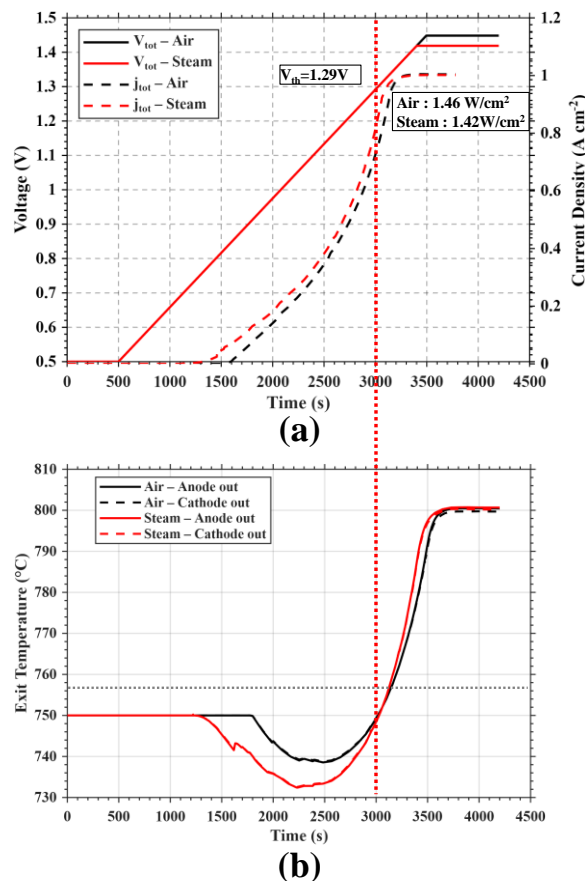 1.5
1.4
1.3
1.2
1.1
1
0.9
0.8
0.7
0.6
0.5
Voltage (V)
V_tot – Air
V_tot – Steam
j_tot – Air
j_tot – Steam
V_th=1.29V
Air : 1.46 W/cm²
Steam : 1.42W/cm²
1.2
1
0.8
0.6
0.4
0.2
0
Current Density (A cm⁻²)
0 500 1000 1500 2000 2500 3000 3500 4000 4500
Time (s)
(a)
810
800
790
780
770
760
750
740
730
Exit Temperature (°C)
Air – Anode out
Air – Cathode out
Steam – Anode out
Steam – Cathode out
0 500 1000 1500 2000 2500 3000 3500 4000 4500
Time (s)
(b)